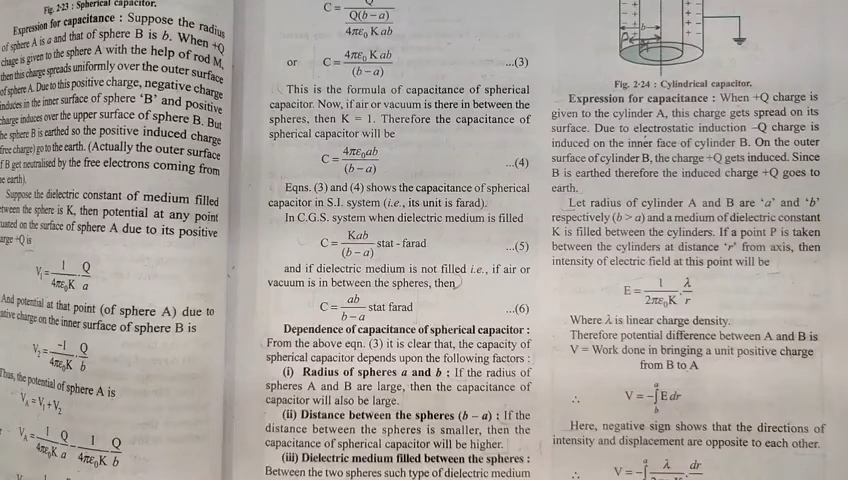 Fig. 2·23 : Spherical capacitor.
Expression for capacitance : Suppose the radius
of sphere A is a and that of sphere B is b. When +Q
chage is given to the sphere A with the help of rod M,
then this charge spreads uniformly over the outer surface
of sphere A. Due to this positive charge, negative charge
induces in the inner surface of sphere 'B' and positive
charge induces over the upper surface of sphere B. But
he sphere B is earthed so the positive induced charge
free charge) go to the earth. (Actually the outer surface
f B get neutralised by the free electrons coming from
he earth).
Suppose the dielectric constant of medium filled
etween the sphere is K, then potential at any point
uated on the surface of sphere A due to its positive
arge +Q is
V₁ = 1/4πε₀K · Q/a
And potential at that point (of sphere A) due to
ative charge on the inner surface of sphere B is
V₂ = −1/4πε₀K · Q/b
Thus, the potential of sphere A is
V_A = V₁ + V₂
V_A = 1/4πε₀K Q/a − 1/4πε₀K Q/b
C = Q / (Q(b−a)/4πε₀ Kab)
or C = 4πε₀ Kab/(b−a) ...(3)
This is the formula of capacitance of spherical
capacitor. Now, if air or vacuum is there in between the
spheres, then K = 1. Therefore the capacitance of
spherical capacitor will be
C = 4πε₀ab/(b−a) ...(4)
Eqns. (3) and (4) shows the capacitance of spherical
capacitor in S.I. system (i.e., its unit is farad).
In C.G.S. system when dielectric medium is filled
C = Kab/(b−a) stat - farad ...(5)
and if dielectric medium is not filled i.e., if air or
vacuum is in between the spheres, then
C = ab/b−a stat farad ...(6)
Dependence of capacitance of spherical capacitor :
From the above eqn. (3) it is clear that, the capacity of
spherical capacitor depends upon the following factors :
(i) Radius of spheres a and b : If the radius of
spheres A and B are large, then the capacitance of
capacitor will also be large.
(ii) Distance between the spheres (b − a) : If the
distance between the spheres is smaller, then the
capacitance of spherical capacitor will be higher.
(iii) Dielectric medium filled between the spheres :
Between the two spheres such type of dielectric medium
b
Fig. 2·24 : Cylindrical capacitor.
Expression for capacitance : When +Q charge is
given to the cylinder A, this charge gets spread on its
surface. Due to electrostatic induction −Q charge is
induced on the inner face of cylinder B. On the outer
surface of cylinder B, the charge +Q gets induced. Since
B is earthed therefore the induced charge +Q goes to
earth.
Let radius of cylinder A and B are 'a' and 'b'
respectively (b > a) and a medium of dielectric constant
K is filled between the cylinders. If a point P is taken
between the cylinders at distance 'r' from axis, then
intensity of electric field at this point will be
E = 1/2πε₀K · λ/r
Where λ is linear charge density.
Therefore potential difference between A and B is
V = Work done in bringing a unit positive charge
from B to A
∴ V = −∫ᵇᵃ E dr
Here, negative sign shows that the directions of
intensity and displacement are opposite to each other.
∴ V = −∫ᵃ λ · dr